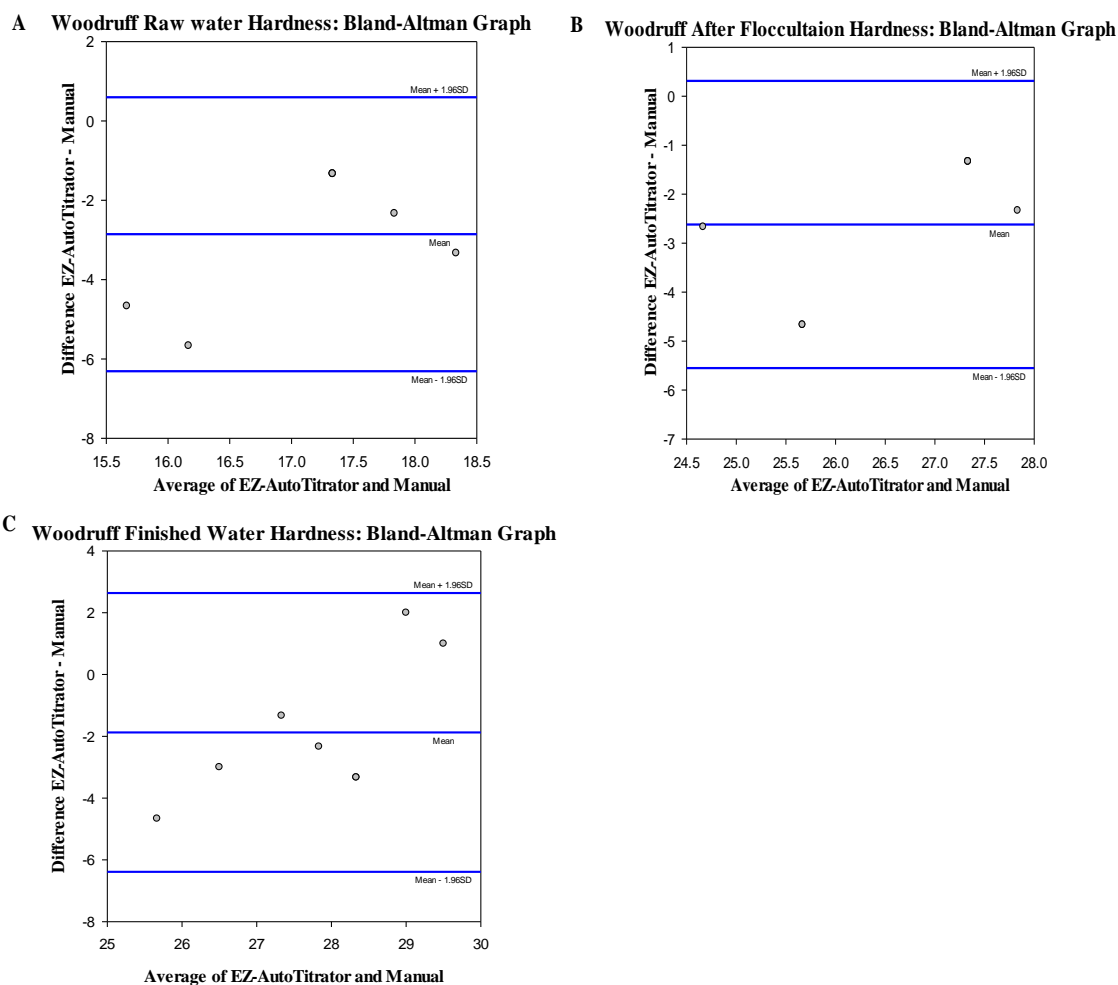 A Woodruff Raw water Hardness: Bland-Altman Graph
2
0
-2
-4
-6
-8
Difference EZ-AutoTitrator - Manual
Mean + 1.96SD
Mean
Mean - 1.96SD
15.5 16.0 16.5 17.0 17.5 18.0 18.5
Average of EZ-AutoTitrator and Manual
B Woodruff After Floccultaion Hardness: Bland-Altman Graph
1
0
-1
-2
-3
-4
-5
-6
-7
Difference EZ-AutoTitrator - Manual
Mean + 1.96SD
Mean
Mean - 1.96SD
24.5 25.0 25.5 26.0 26.5 27.0 27.5 28.0
Average of EZ-AutoTitrator and Manual
C Woodruff Finished Water Hardness: Bland-Altman Graph
4
2
0
-2
-4
-6
-8
Difference EZ-AutoTitrator - Manual
Mean + 1.96SD
Mean
Mean - 1.96SD
25 26 27 28 29 30
Average of EZ-AutoTitrator and Manual